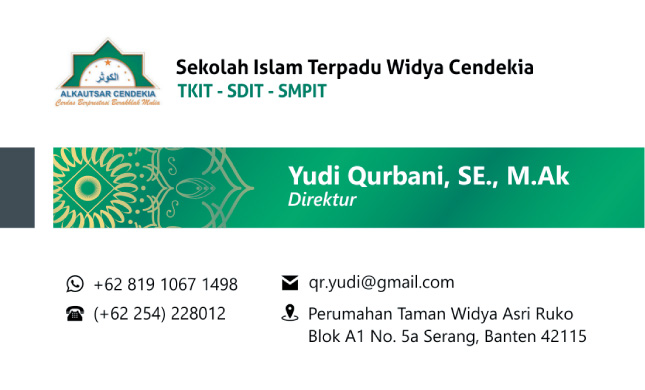 الكوثر
ALKAUTSAR CENDEKIA
Cerdas Berprestasi Berakhlak Mulia
Sekolah Islam Terpadu Widya Cendekia
TKIT - SDIT - SMPIT
Yudi Qurbani, SE., M.Ak
Direktur
+62 819 1067 1498
(+62 254) 228012
qr.yudi@gmail.com
Perumahan Taman Widya Asri Ruko
Blok A1 No. 5a Serang, Banten 42115